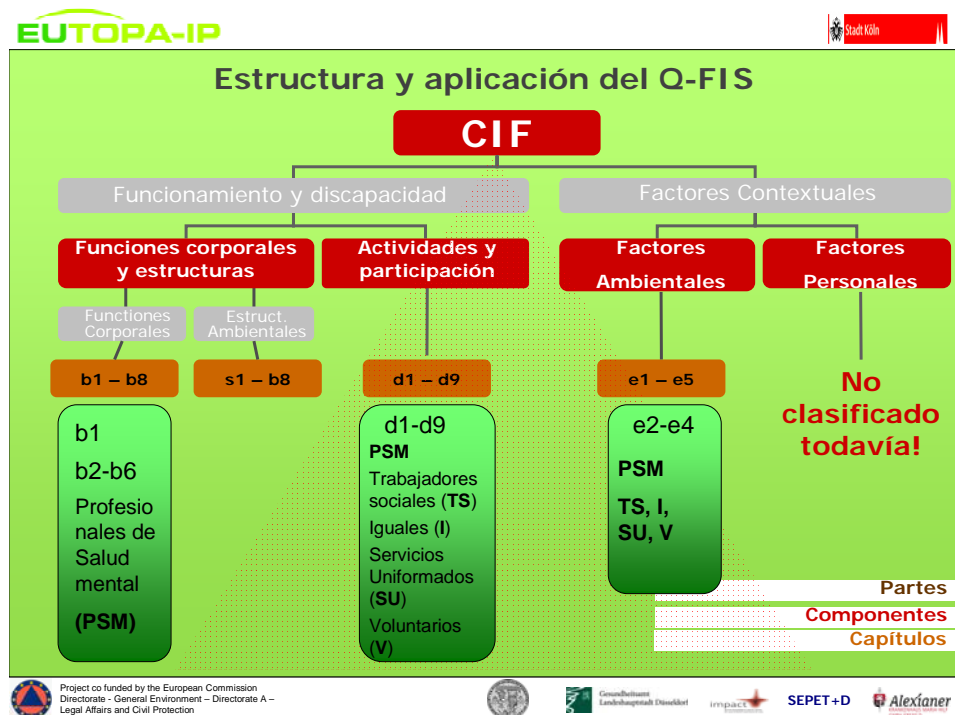 EUTOPA-IP
Stadt Köln
Estructura y aplicación del Q-FIS
CIF
Funcionamiento y discapacidad
Factores Contextuales
Funciones corporales
y estructuras
Actividades y
participación
Factores
Ambientales
Factores
Personales
Functiones
Corporales
Estruct.
Ambientales
b1 – b8
s1 – b8
d1 – d9
e1 – e5
No
clasificado
todavía!
b1
b2-b6
Profesio
nales de
Salud
mental
(PSM)
d1-d9
PSM
Trabajadores
sociales (TS)
Iguales (I)
Servicios
Uniformados
(SU)
Voluntarios
(V)
e2-e4
PSM
TS, I,
SU, V
Partes
Componentes
Capítulos
Project co funded by the European Commission
Directorate - General Environment – Directorate A –
Legal Affairs and Civil Protection
Gesundheitsamt
Landeshauptstadt Düsseldorf
impact
SEPET+D
Alexianer